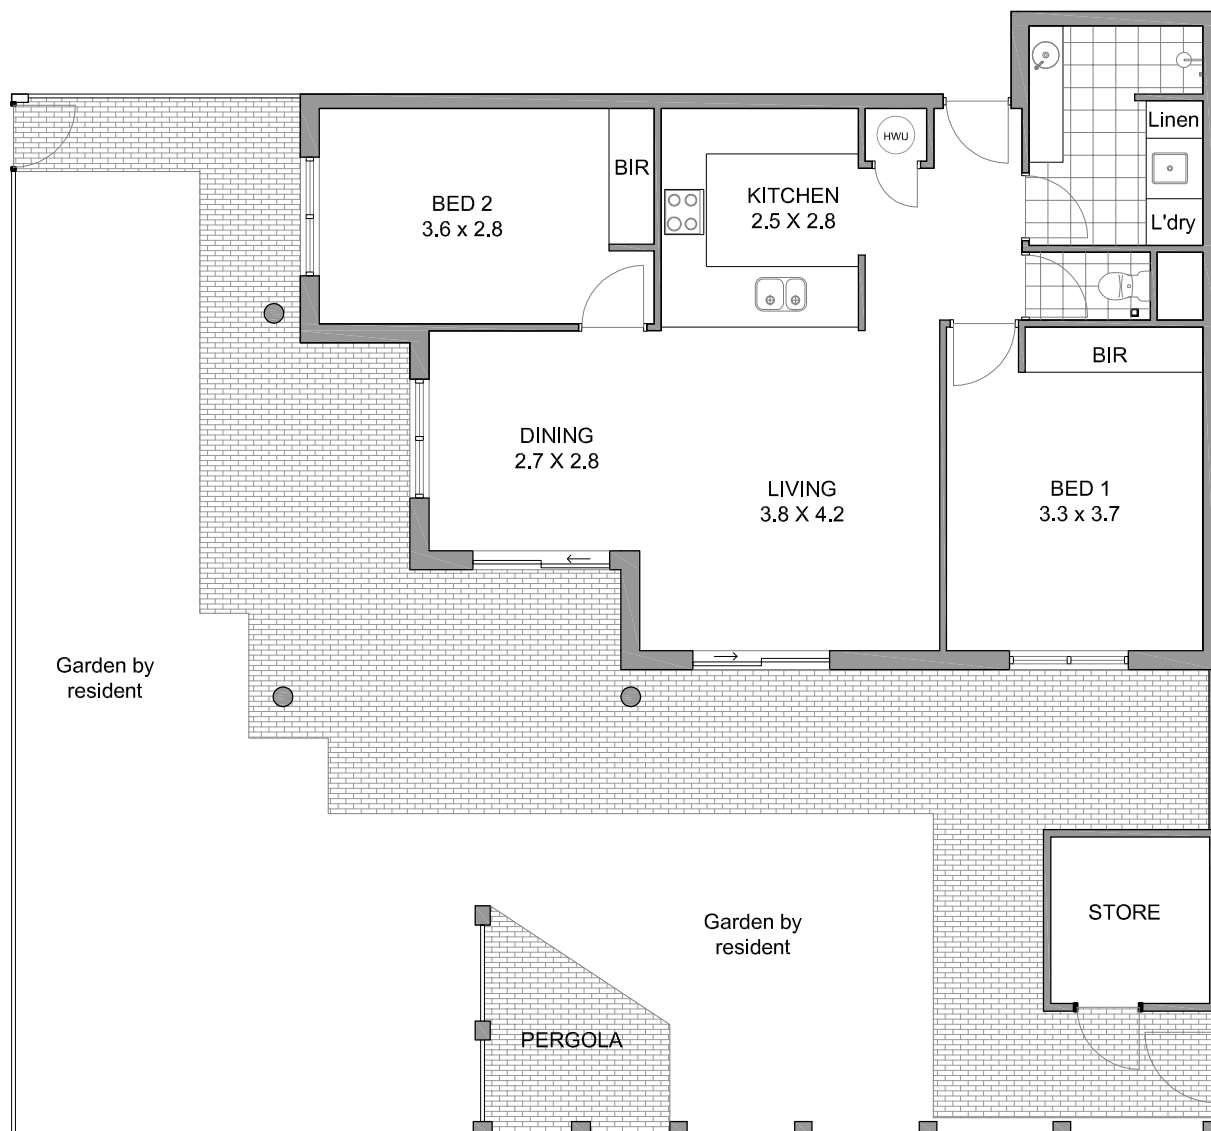 Linen
HWU
BIR
BED 2
3.6 x 2.8
KITCHEN
2.5 X 2.8
L'dry
BIR
DINING
2.7 X 2.8
LIVING
3.8 X 4.2
BED 1
3.3 x 3.7
Garden by
resident
STORE
Garden by
resident
PERGOLA